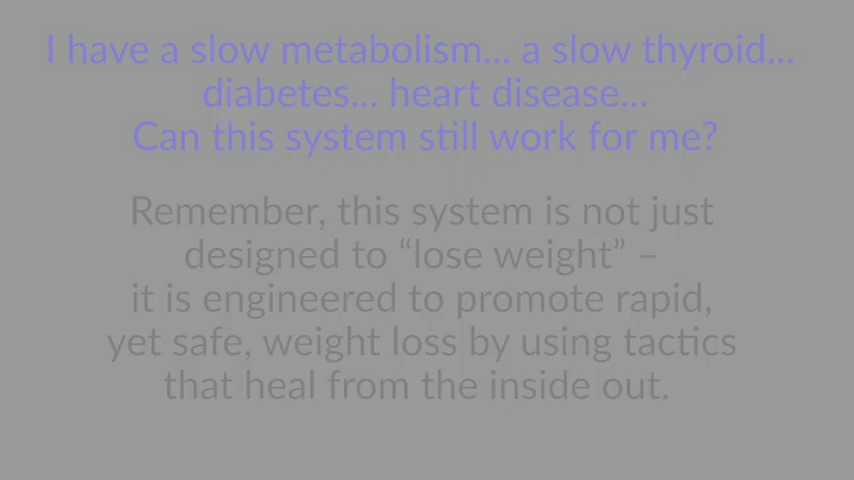 I have a slow metabolism... a slow thyroid...
diabetes... heart disease...
Can this system still work for me?
Remember, this system is not just
designed to “lose weight” –
it is engineered to promote rapid,
yet safe, weight loss by using tactics
that heal from the inside out.